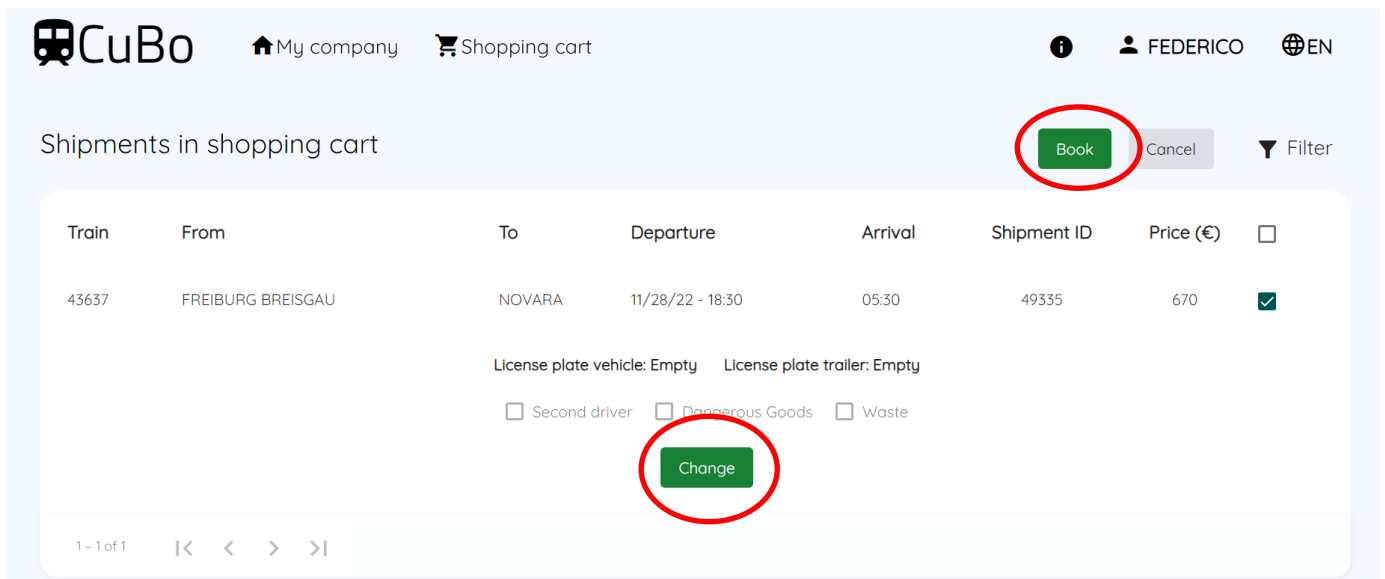 CuBo My company Shopping cart FEDERICO EN
Shipments in shopping cart Book Cancel Filter
Train From To Departure Arrival Shipment ID Price (€)
43637 FREIBURG BREISGAU NOVARA 11/28/22 - 18:30 05:30 49335 670
License plate vehicle: Empty License plate trailer: Empty
Second driver Dangerous Goods Waste
Change
1 – 1 of 1